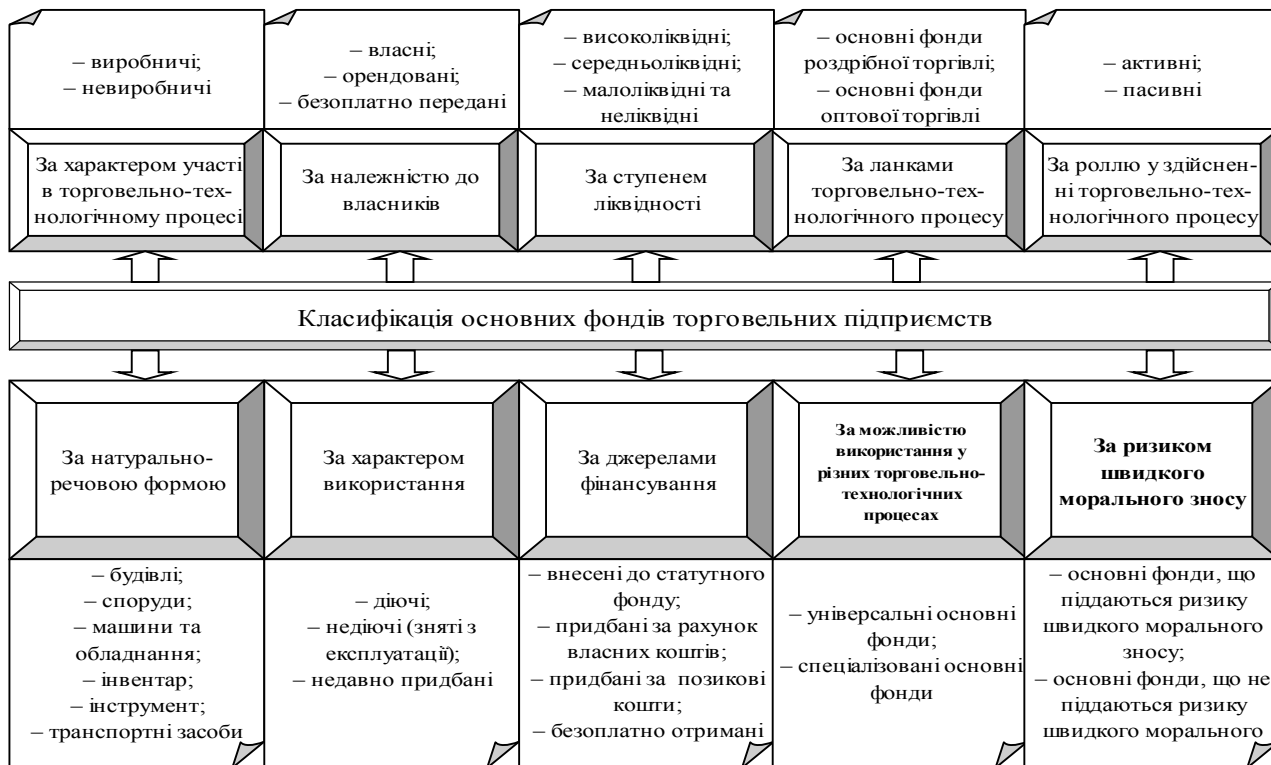 – виробничі;
– невиробничі
– власні;
– орендовані;
– безоплатно передані
– високоліквідні;
– середньоліквідні;
– малоліквідні та
неліквідні
– основні фонди
роздрібної торгівлі;
– основні фонди
оптової торгівлі
– активні;
– пасивні
За характером участі
в торговельно-тех-
нологічному процесі
За належністю до
власників
За ступенем
ліквідності
За ланками
торговельно-тех-
нологічного процесу
За роллю у здійснен-
ні торговельно-тех-
нологічного процесу
Класифікація основних фондів торговельних підприємств
За натурально-
речовою формою
За характером
використання
За джерелами
фінансування
За можливістю
використання у
різних торговельно-
технологічних
процесах
За ризиком
швидкого
морального зносу
– будівлі;
– споруди;
– машини та
обладнання;
– інвентар;
– інструмент;
– транспортні засоби
– діючі;
– недіючі (зняті з
експлуатації);
– недавно придбані
– внесені до статутного
фонду;
– придбані за рахунок
власних коштів;
– придбані за позикові
кошти;
– безоплатно отримані
– універсальні основні
фонди;
– спеціалізовані основні
фонди
– основні фонди, що
піддаються ризику
швидкого морального
зносу;
– основні фонди, що не
піддаються ризику
швидкого морального